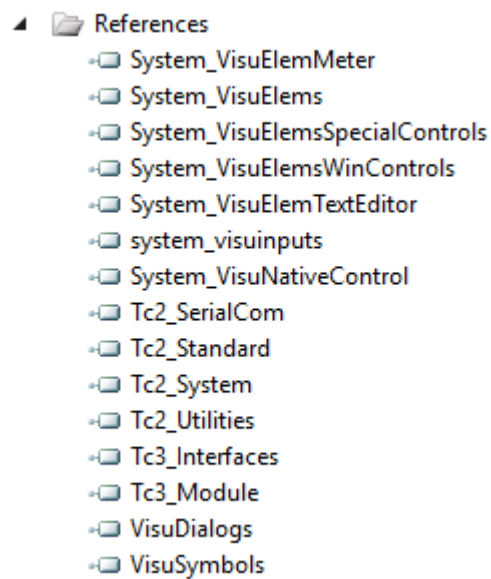 References
System_VisuElemMeter
System_VisuElems
System_VisuElemsSpecialControls
System_VisuElemsWinControls
System_VisuElemTextEditor
system_visuinputs
System_VisuNativeControl
Tc2_SerialCom
Tc2_Standard
Tc2_System
Tc2_Utilities
Tc3_Interfaces
Tc3_Module
VisuDialogs
VisuSymbols